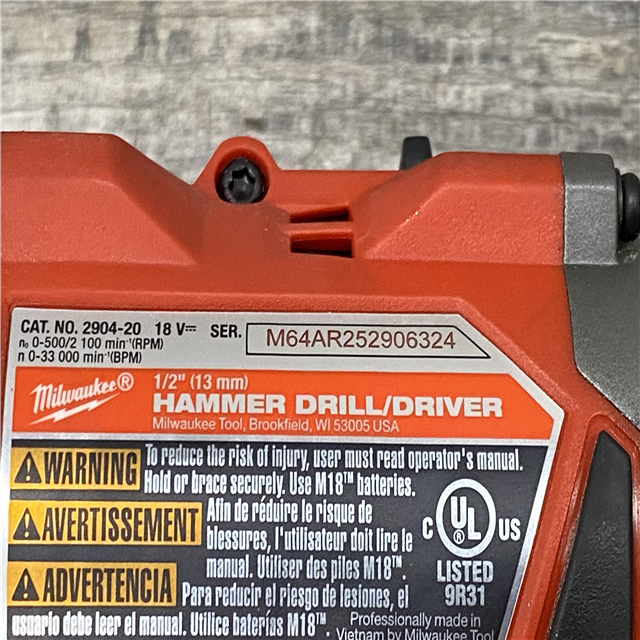 CAT. NO. 2904-20 18 V⎓ SER. M64AR252906324
n₀ 0-500/2 100 min⁻¹(RPM)
n 0-33 000 min⁻¹(BPM)
Milwaukee®
1/2" (13 mm)
HAMMER DRILL/DRIVER
Milwaukee Tool, Brookfield, WI 53005 USA
WARNING To reduce the risk of injury, user must read operator's manual.
Hold or brace securely. Use M18™ batteries.
AVERTISSEMENT Afin de réduire le risque de
blessures, l'utilisateur doit lire le
manual. Utiliser des piles M18™.
ADVERTENCIA Para reducir el riesgo de lesiones, el
usuario debe leer el manual. Utilice baterías M18™.
C UL® US
LISTED
9R31
Professionally made in
Vietnam by Milwaukee Tool